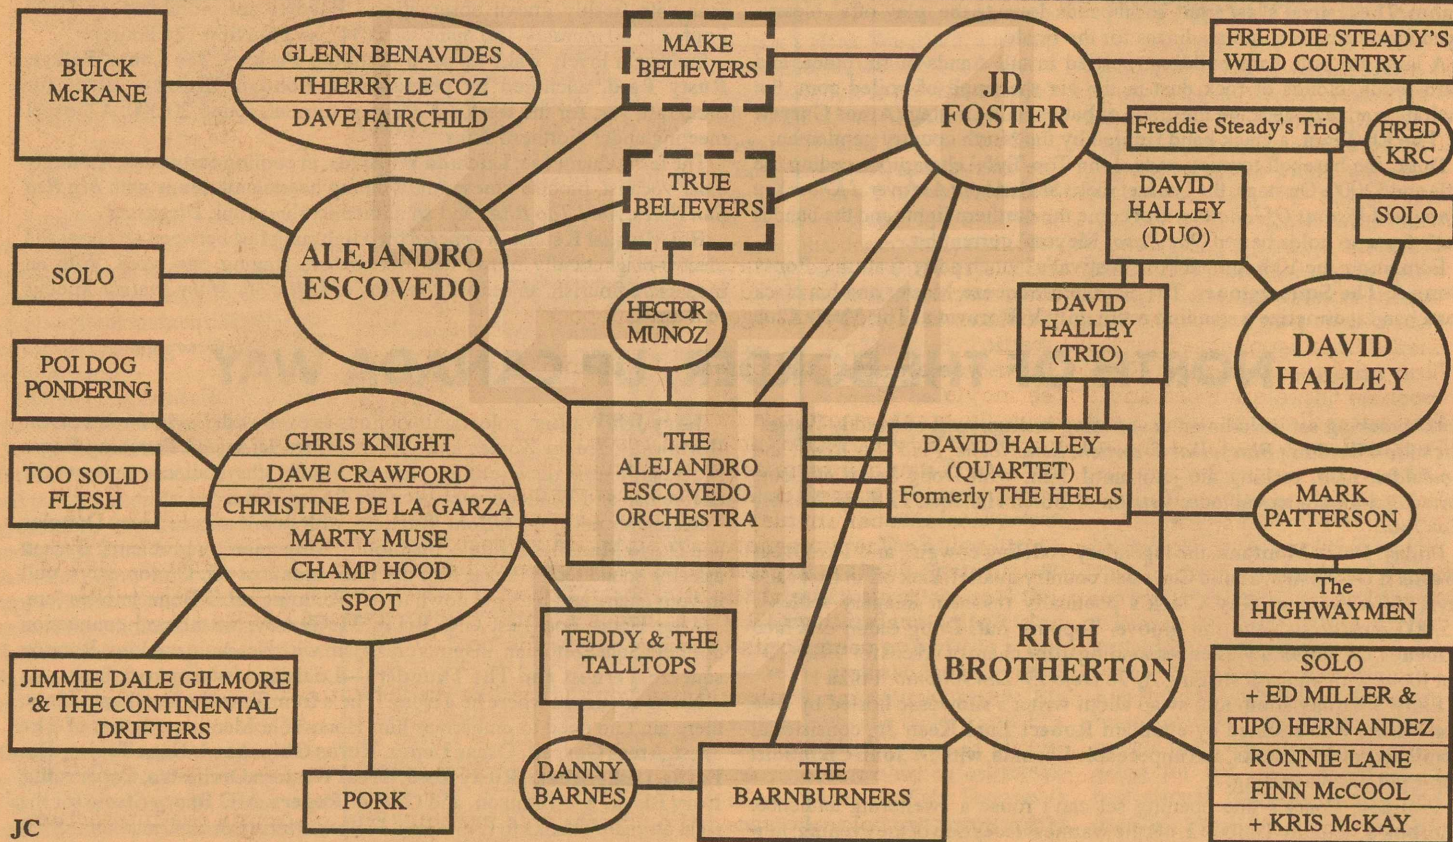 BUICK
McKANE
GLENN BENAVIDES
THIERRY LE COZ
DAVE FAIRCHILD
MAKE
BELIEVERS
TRUE
BELIEVERS
JD
FOSTER
FREDDIE STEADY'S
WILD COUNTRY
Freddie Steady's Trio
FRED
KRC
DAVID
HALLEY
(DUO)
SOLO
SOLO
ALEJANDRO
ESCOVEDO
HECTOR
MUNOZ
DAVID
HALLEY
(TRIO)
DAVID
HALLEY
POI DOG
PONDERING
TOO SOLID
FLESH
CHRIS KNIGHT
DAVE CRAWFORD
CHRISTINE DE LA GARZA
MARTY MUSE
CHAMP HOOD
SPOT
THE
ALEJANDRO
ESCOVEDO
ORCHESTRA
DAVID HALLEY
(QUARTET)
Formerly THE HEELS
MARK
PATTERSON
The
HIGHWAYMEN
JIMMIE DALE GILMORE
& THE CONTINENTAL
DRIFTERS
TEDDY & THE
TALLTOPS
RICH
BROTHERTON
SOLO
+ ED MILLER &
TIPO HERNANDEZ
RONNIE LANE
FINN McCOOL
+ KRIS McKAY
PORK
DANNY
BARNES
THE
BARNBURNERS
JC